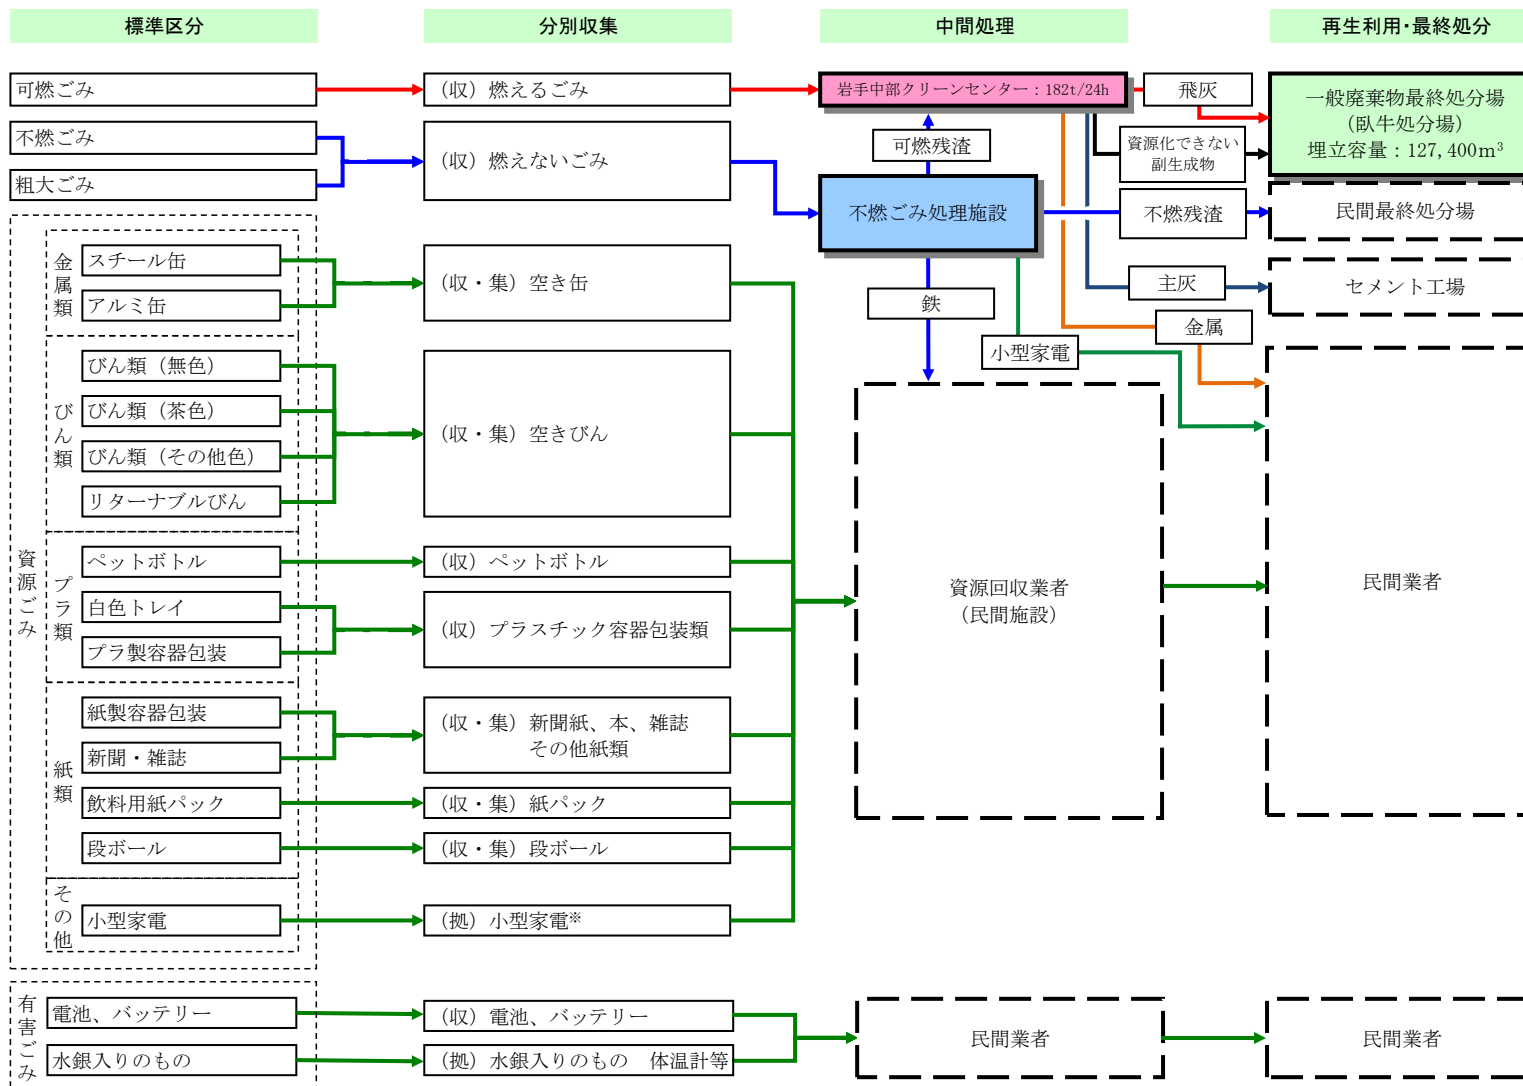 標準区分
分別収集
中間処理
再生利用・最終処分
可燃ごみ
(収) 燃えるごみ
岩手中部クリーンセンター：182t/24h
飛灰
一般廃棄物最終処分場
(臥牛処分場)
埋立容量：127,400m³
不燃ごみ
粗大ごみ
(収) 燃えないごみ
可燃残渣
資源化できない
副生成物
不燃ごみ処理施設
不燃残渣
民間最終処分場
鉄
主灰
セメント工場
金属
小型家電
資源ごみ
金属類
スチール缶
アルミ缶
(収・集) 空き缶
びん類
びん類（無色）
びん類（茶色）
びん類（その他色）
リターナブルびん
(収・集) 空きびん
プラ類
ペットボトル
白色トレイ
プラ製容器包装
(収) ペットボトル
(収) プラスチック容器包装類
資源回収業者
(民間施設)
民間業者
紙類
紙製容器包装
新聞・雑誌
飲料用紙パック
段ボール
(収・集) 新聞紙、本、雑誌
その他紙類
(収・集) 紙パック
(収・集) 段ボール
その他
小型家電
(拠) 小型家電※
有害ごみ
電池、バッテリー
水銀入りのもの
(収) 電池、バッテリー
(拠) 水銀入りのもの　体温計等
民間業者
民間業者